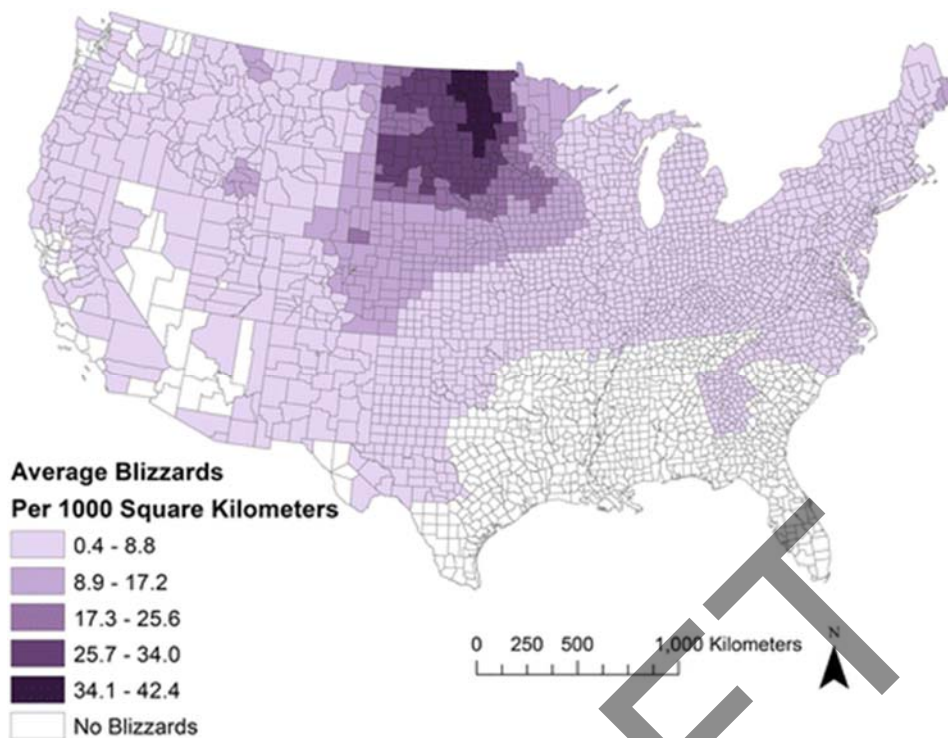 Average Blizzards
Per 1000 Square Kilometers
0.4 - 8.8
8.9 - 17.2
17.3 - 25.6
25.7 - 34.0
34.1 - 42.4
No Blizzards
0 250 500 1,000 Kilometers
N
CT